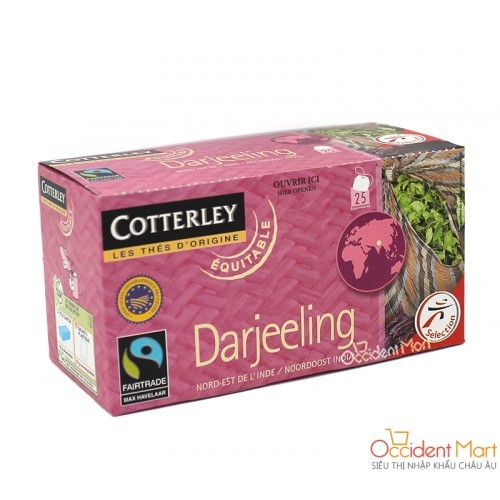 Darjeeling
OUVRIR ICI
HIER OPENEN
25
COTTERLEY
LES THÉS D'ORIGINE
ÉQUITABLE
Sélection
Darjeeling
NORD-EST DE L'INDE / NOORDOOST INDIA
FAIRTRADE
MAX HAVELAAR
Occident Mart
Occident Mart
SIÊU THỊ NHẬP KHẨU CHÂU ÂU